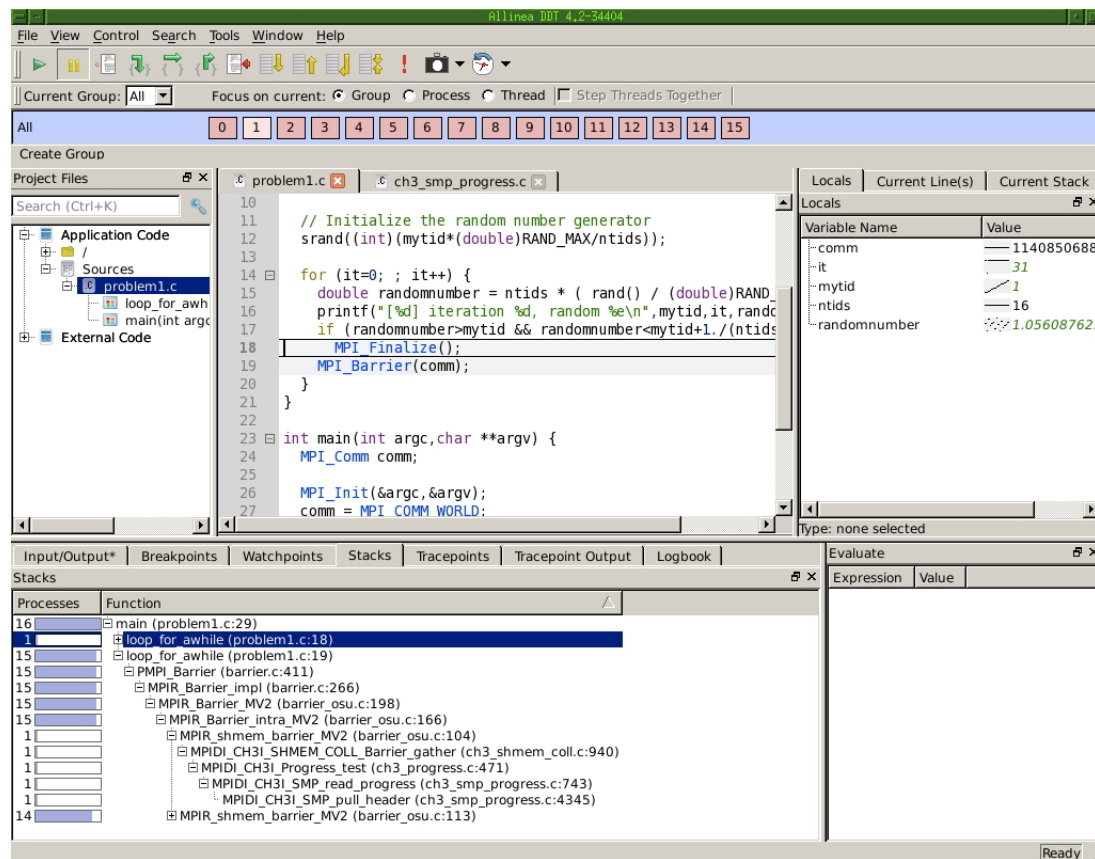 Allinea DDT 4.2-34404
File View Control Search Tools Window Help
Current Group: All Focus on current: Group Process Thread Step Threads Together
All 0 1 2 3 4 5 6 7 8 9 10 11 12 13 14 15
Create Group
Project Files
Search (Ctrl+K)
Application Code
/
Sources
problem1.c
loop_for_awh
main(int argc
External Code
problem1.c ch3_smp_progress.c
10
11 // Initialize the random number generator
12 srand((int)(mytid*(double)RAND_MAX/ntids));
13
14 for (it=0; ; it++) {
15 double randomnumber = ntids * ( rand() / (double)RAND_
16 printf("[%d] iteration %d, random %e\n",mytid,it,rando
17 if (randomnumber>mytid && randomnumber<mytid+1./(ntids
18 MPI_Finalize();
19 MPI_Barrier(comm);
20 }
21 }
22
23 int main(int argc,char **argv) {
24 MPI_Comm comm;
25
26 MPI_Init(&argc,&argv);
27 comm = MPI_COMM_WORLD;
Locals Current Line(s) Current Stack
Locals
Variable Name Value
comm 1140850688
it 31
mytid 1
ntids 16
randomnumber 1.05608762
Type: none selected
Input/Output* Breakpoints Watchpoints Stacks Tracepoints Tracepoint Output Logbook
Stacks
Processes Function
16 main (problem1.c:29)
1 loop_for_awhile (problem1.c:18)
15 loop_for_awhile (problem1.c:19)
15 PMPI_Barrier (barrier.c:411)
15 MPIR_Barrier_impl (barrier.c:266)
15 MPIR_Barrier_MV2 (barrier_osu.c:198)
15 MPIR_Barrier_intra_MV2 (barrier_osu.c:166)
1 MPIR_shmem_barrier_MV2 (barrier_osu.c:104)
1 MPIDI_CH3I_SHMEM_COLL_Barrier_gather (ch3_shmem_coll.c:940)
1 MPIDI_CH3I_Progress_test (ch3_progress.c:471)
1 MPIDI_CH3I_SMP_read_progress (ch3_smp_progress.c:743)
1 MPIDI_CH3I_SMP_pull_header (ch3_smp_progress.c:4345)
14 MPIR_shmem_barrier_MV2 (barrier_osu.c:113)
Evaluate
Expression Value
Ready